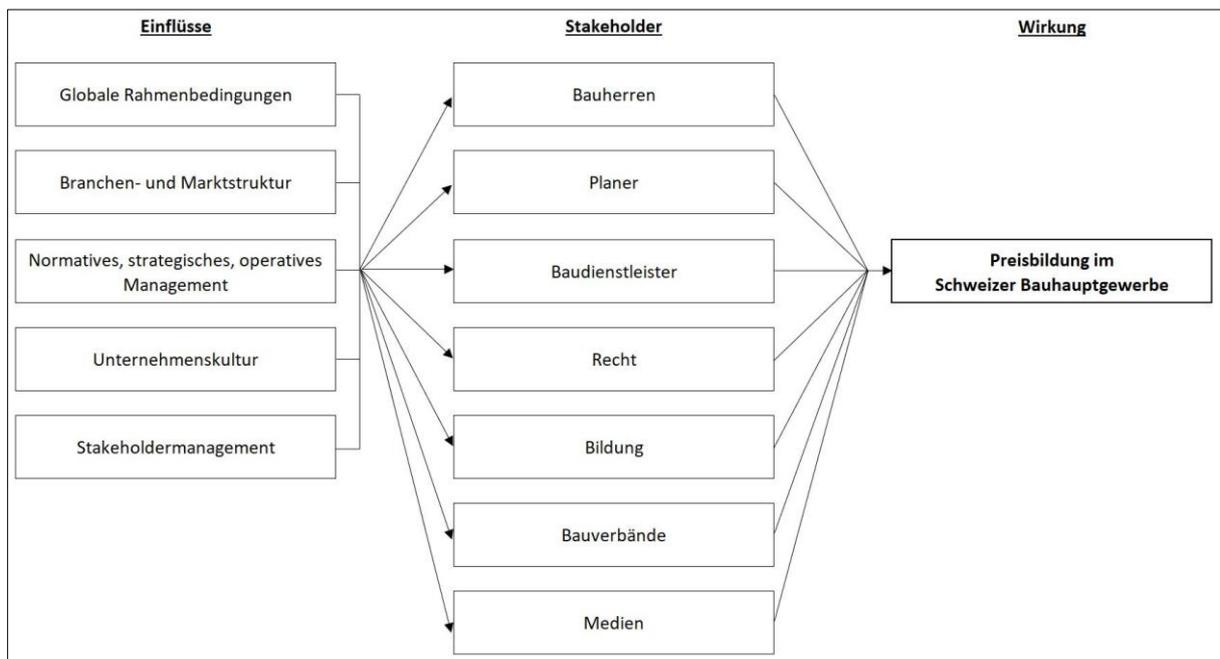 Einflüsse
Stakeholder
Wirkung
Globale Rahmenbedingungen
Branchen- und Marktstruktur
Normatives, strategisches, operatives
Management
Unternehmenskultur
Stakeholdermanagement
Bauherren
Planer
Baudienstleister
Recht
Bildung
Bauverbände
Medien
Preisbildung im
Schweizer Bauhauptgewerbe